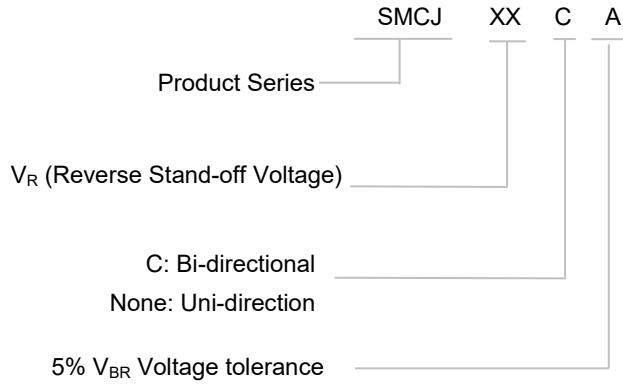 SMCJ XX C A
Product Series
VR (Reverse Stand-off Voltage)
C: Bi-directional
None: Uni-direction
5% VBR Voltage tolerance